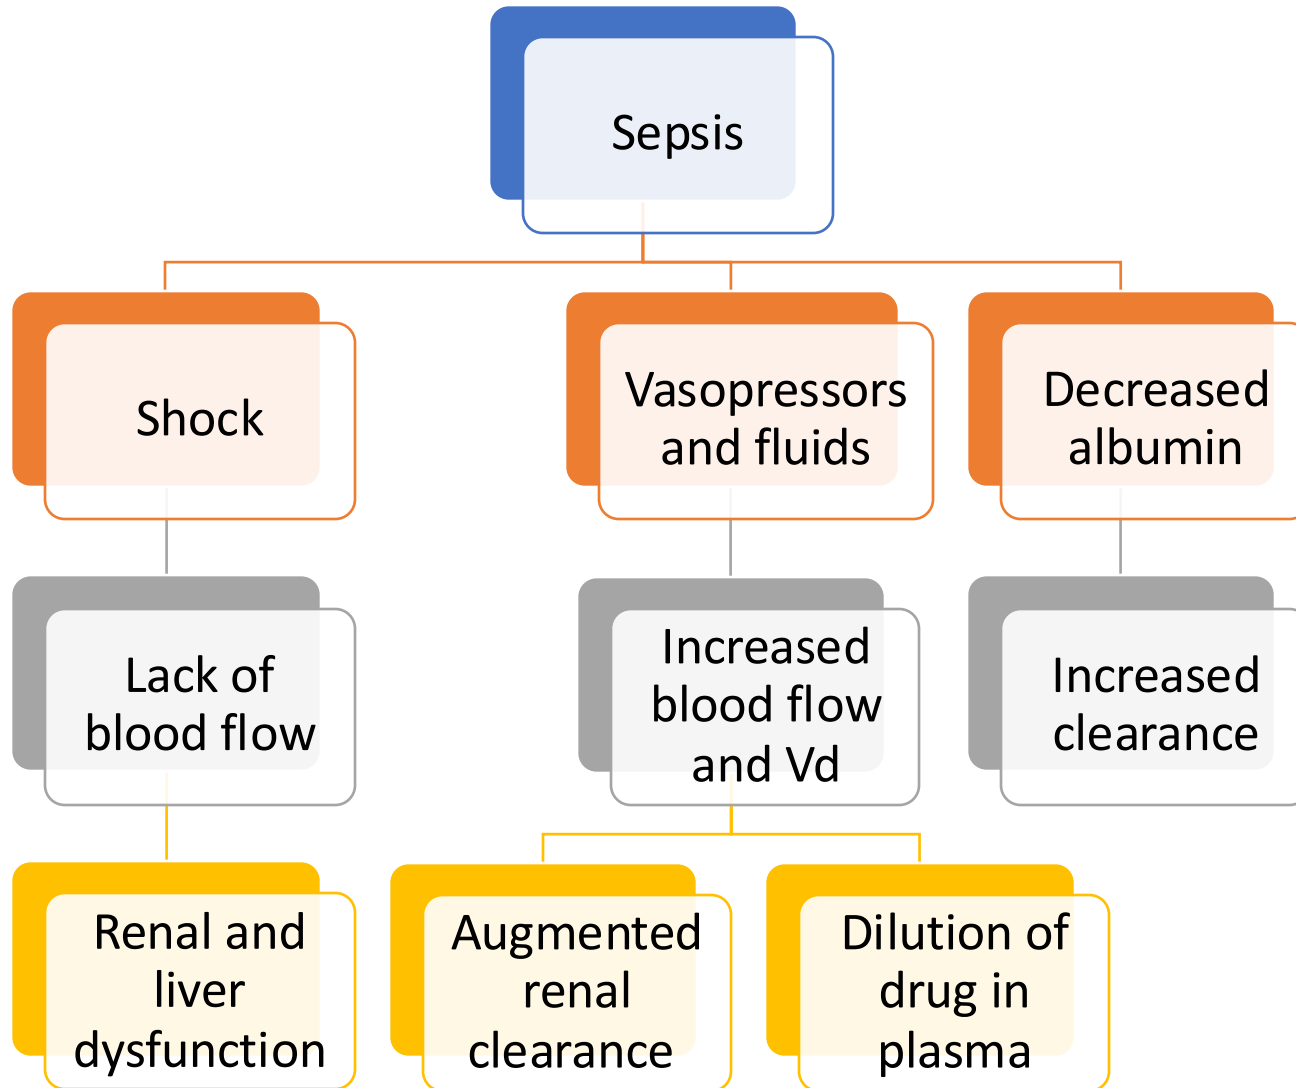 Sepsis
Shock
Vasopressors
and fluids
Decreased
albumin
Lack of
blood flow
Increased
blood flow
and Vd
Increased
clearance
Renal and
liver
dysfunction
Augmented
renal
clearance
Dilution of
drug in
plasma